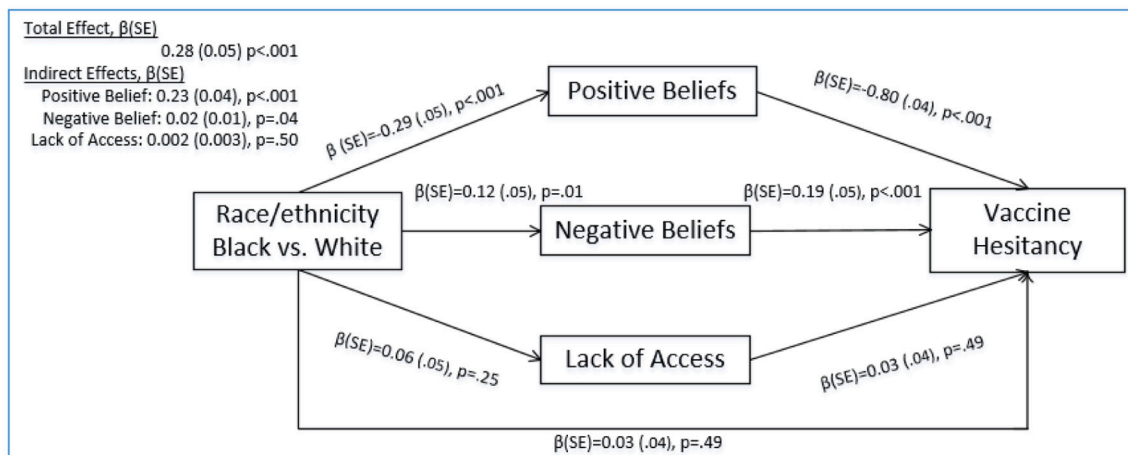 Total Effect, β(SE)
0.28 (0.05) p<.001
Indirect Effects, β(SE)
Positive Belief: 0.23 (0.04), p<.001
Negative Belief: 0.02 (0.01), p=.04
Lack of Access: 0.002 (0.003), p=.50
β (SE)=-0.29 (.05), p<.001
Positive Beliefs
β(SE)=-0.80 (.04), p<.001
Race/ethnicity
Black vs. White
β(SE)=0.12 (.05), p=.01
Negative Beliefs
β(SE)=0.19 (.05), p<.001
Vaccine
Hesitancy
β(SE)=0.06 (.05), p=.25
Lack of Access
β(SE)=0.03 (.04), p=.49
β(SE)=0.03 (.04), p=.49